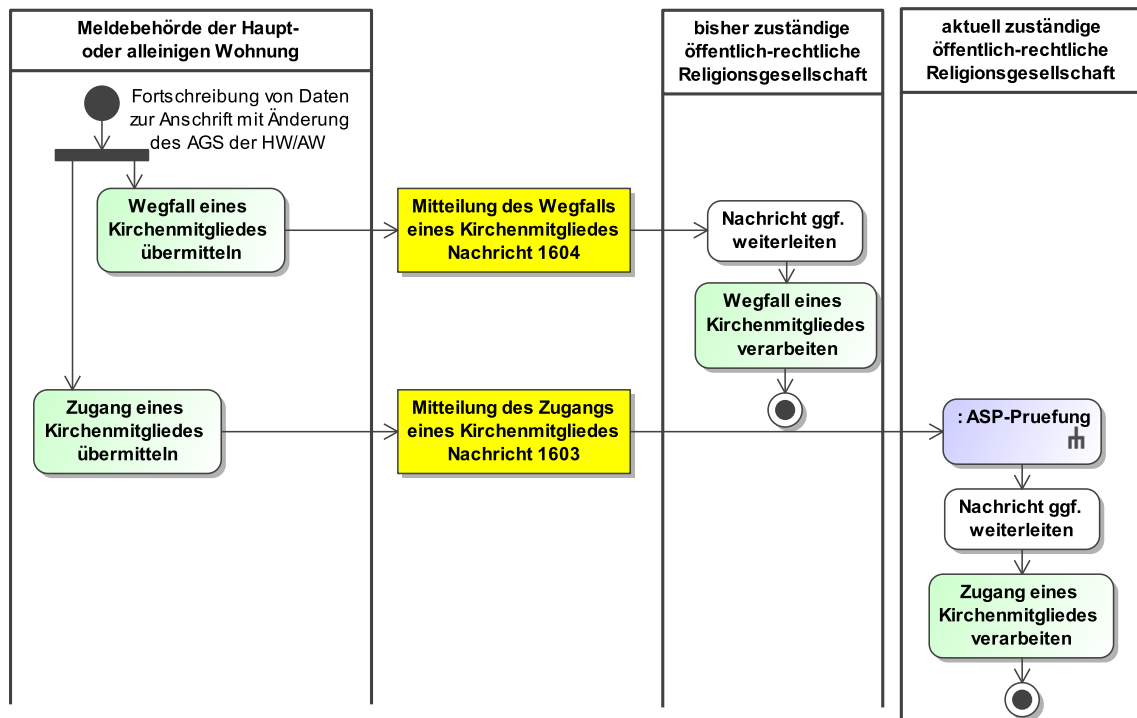 Meldebehörde der Haupt-
oder alleinigen Wohnung
bisher zuständige
öffentlich-rechtliche
Religionsgesellschaft
aktuell zuständige
öffentlich-rechtliche
Religionsgesellschaft
Fortschreibung von Daten
zur Anschrift mit Änderung
des AGS der HW/AW
Wegfall eines
Kirchenmitgliedes
übermitteln
Mitteilung des Wegfalls
eines Kirchenmitgliedes
Nachricht 1604
Nachricht ggf.
weiterleiten
Wegfall eines
Kirchenmitgliedes
verarbeiten
Zugang eines
Kirchenmitgliedes
übermitteln
Mitteilung des Zugangs
eines Kirchenmitgliedes
Nachricht 1603
: ASP-Pruefung
Nachricht ggf.
weiterleiten
Zugang eines
Kirchenmitgliedes
verarbeiten